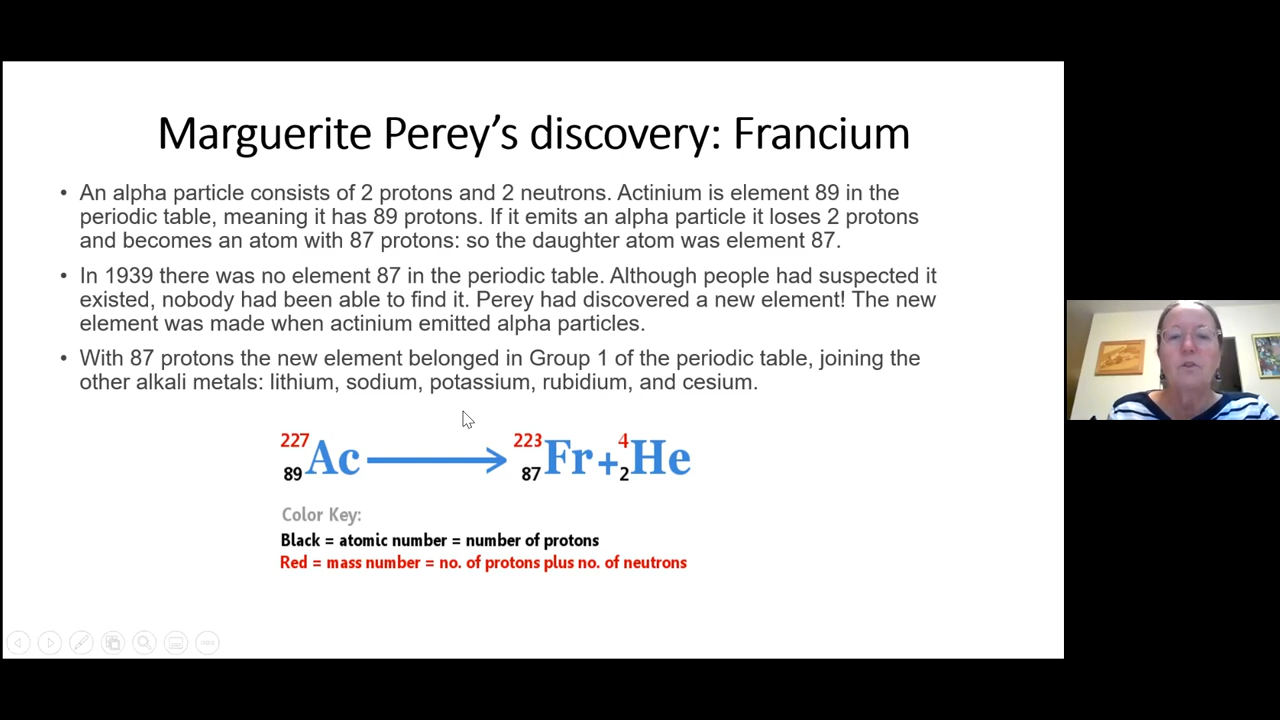 Marguerite Perey’s discovery: Francium
• An alpha particle consists of 2 protons and 2 neutrons. Actinium is element 89 in the
periodic table, meaning it has 89 protons. If it emits an alpha particle it loses 2 protons
and becomes an atom with 87 protons: so the daughter atom was element 87.
• In 1939 there was no element 87 in the periodic table. Although people had suspected it
existed, nobody had been able to find it. Perey had discovered a new element! The new
element was made when actinium emitted alpha particles.
• With 87 protons the new element belonged in Group 1 of the periodic table, joining the
other alkali metals: lithium, sodium, potassium, rubidium, and cesium.
227 89 Ac → 223 87 Fr + 4 2 He
Color Key:
Black = atomic number = number of protons
Red = mass number = no. of protons plus no. of neutrons